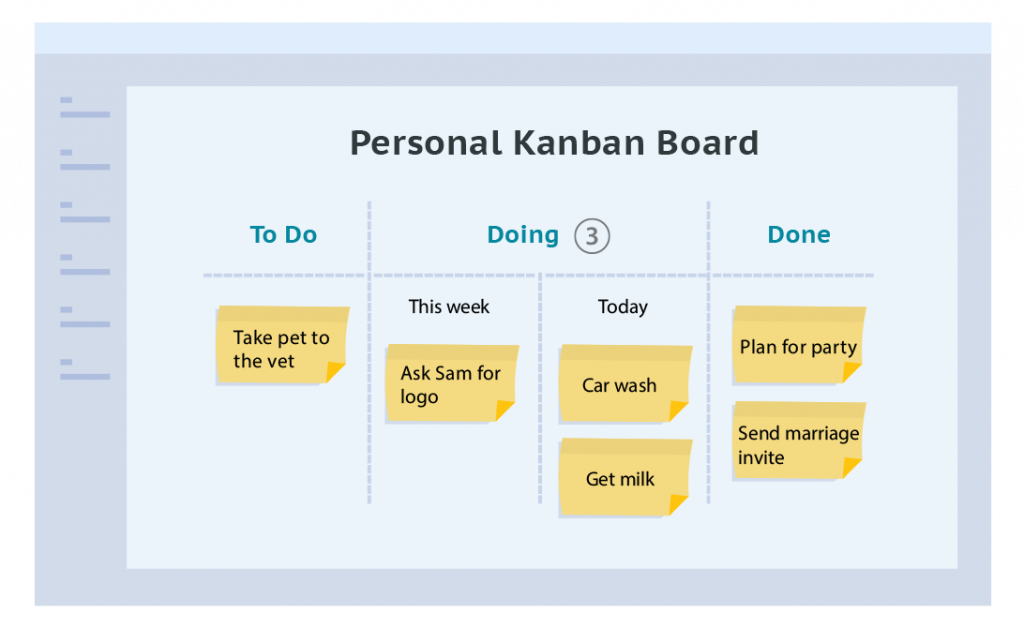 Personal Kanban Board
To Do
Doing 3
Done
This week
Today
Take pet to
the vet
Ask Sam for
logo
Car wash
Get milk
Plan for party
Send marriage
invite